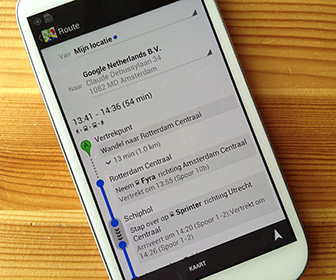 Route
Van Mijn locatie
Google Netherlands B.V.
Naar Claude Debussylaan 34
1082 MD Amsterdam
13:41 - 14:36 (54 min)
Vertrekpunt
Wandel naar Rotterdam Centraal
13 min (1.0 km)
Rotterdam Centraal
Neem Fyra richting Amsterdam Centraal
Vertrekt om 13:55 (Spoor 10b)
Schiphol
Stap over op Sprinter richting Utrecht
Centraal
Arriveert om 14:20 (Spoor 1-2);Vertrekt om
14:26 (Spoor 1-2)
KAART